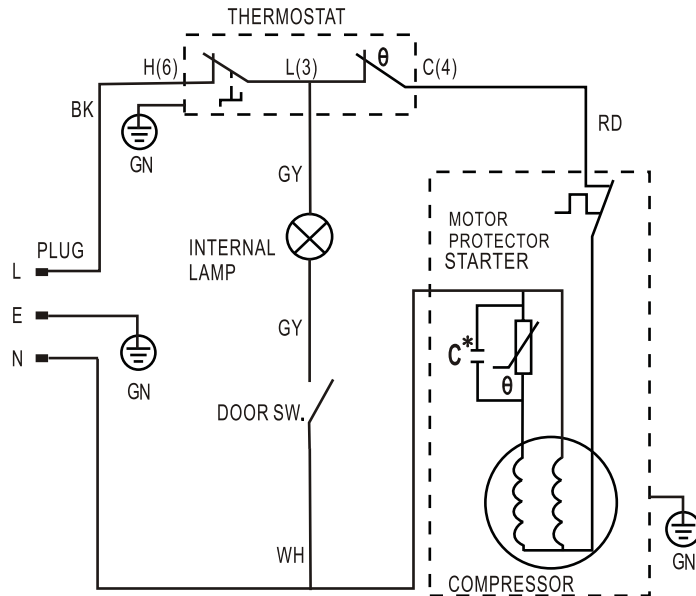 THERMOSTAT
H(6)
L(3)
θ
C(4)
BK
GN
RD
GY
PLUG
INTERNAL
LAMP
MOTOR
PROTECTOR
STARTER
L
E
N
GN
GY
C*
θ
DOOR SW.
WH
GN
COMPRESSOR